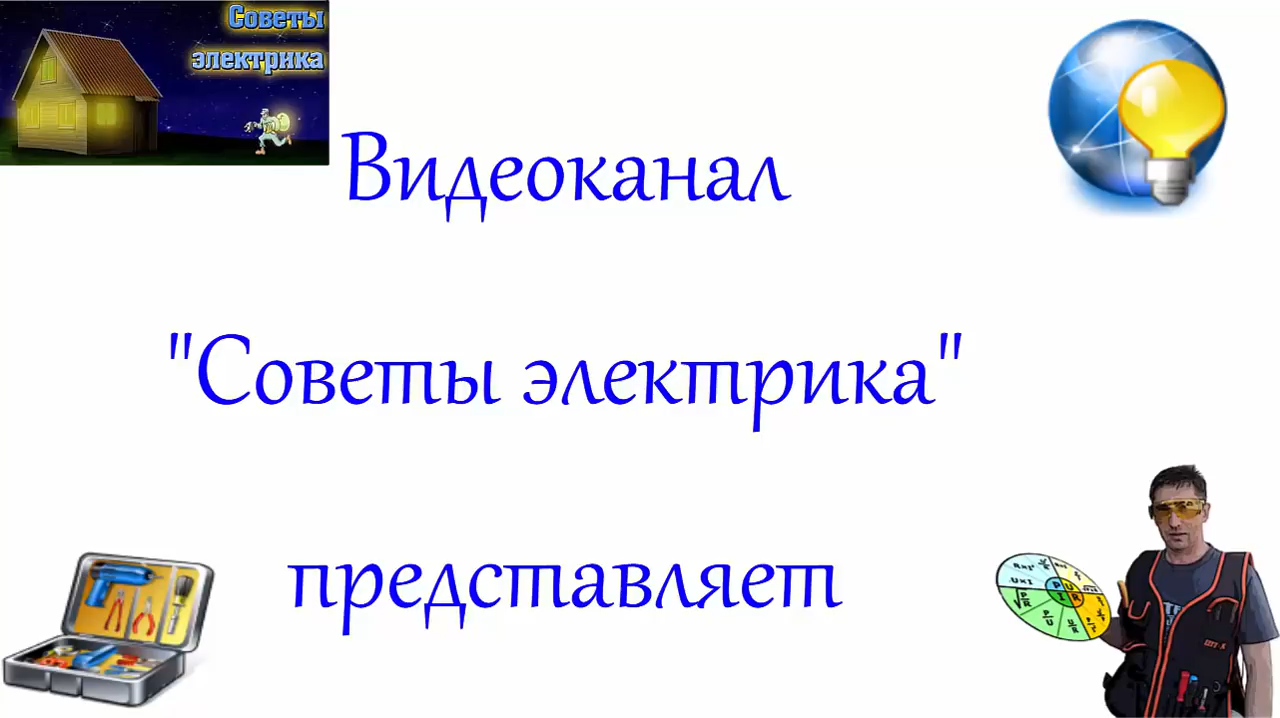 Советы
электрика
Видеоканал
"Советы электрика"
представляет